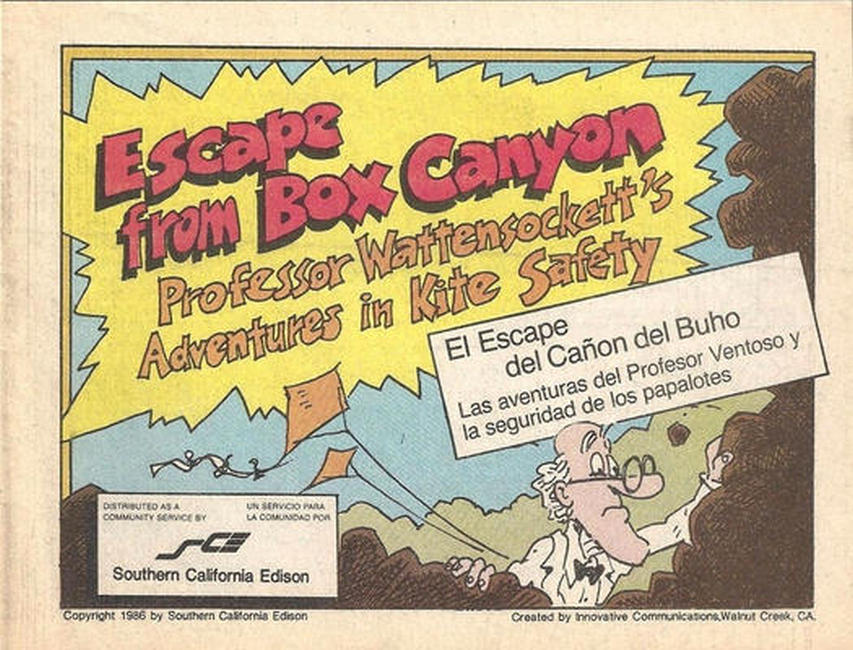 Escape
from Box Canyon
Professor Wattensockett's
Adventures in Kite Safety
El Escape
del Cañon del Buho
Las aventuras del Profesor Ventoso y
la seguridad de los papalotes
DISTRIBUTED AS A
COMMUNITY SERVICE BY
UN SERVICIO PARA
LA COMUNIDAD POR
SCE
Southern California Edison
Copyright 1986 by Southern California Edison
Created by Innovative Communications,Walnut Creek, CA.